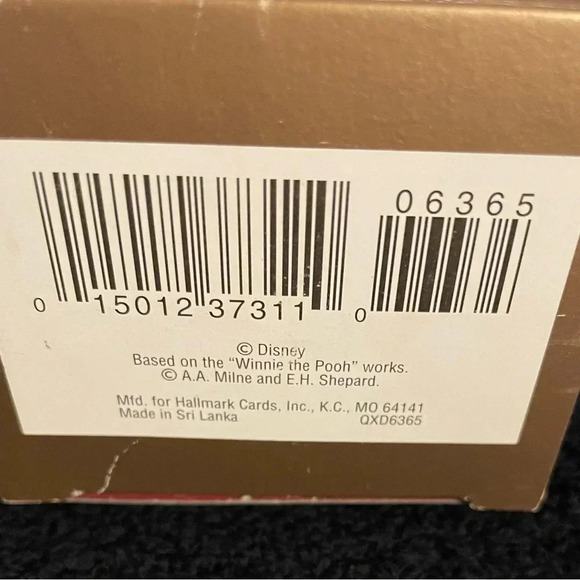 06365
0 15012 37311 0
© Disney
Based on the "Winnie the Pooh" works.
© A.A. Milne and E.H. Shepard.
Mfd. for Hallmark Cards, Inc., K.C., MO 64141
Made in Sri Lanka QXD6365